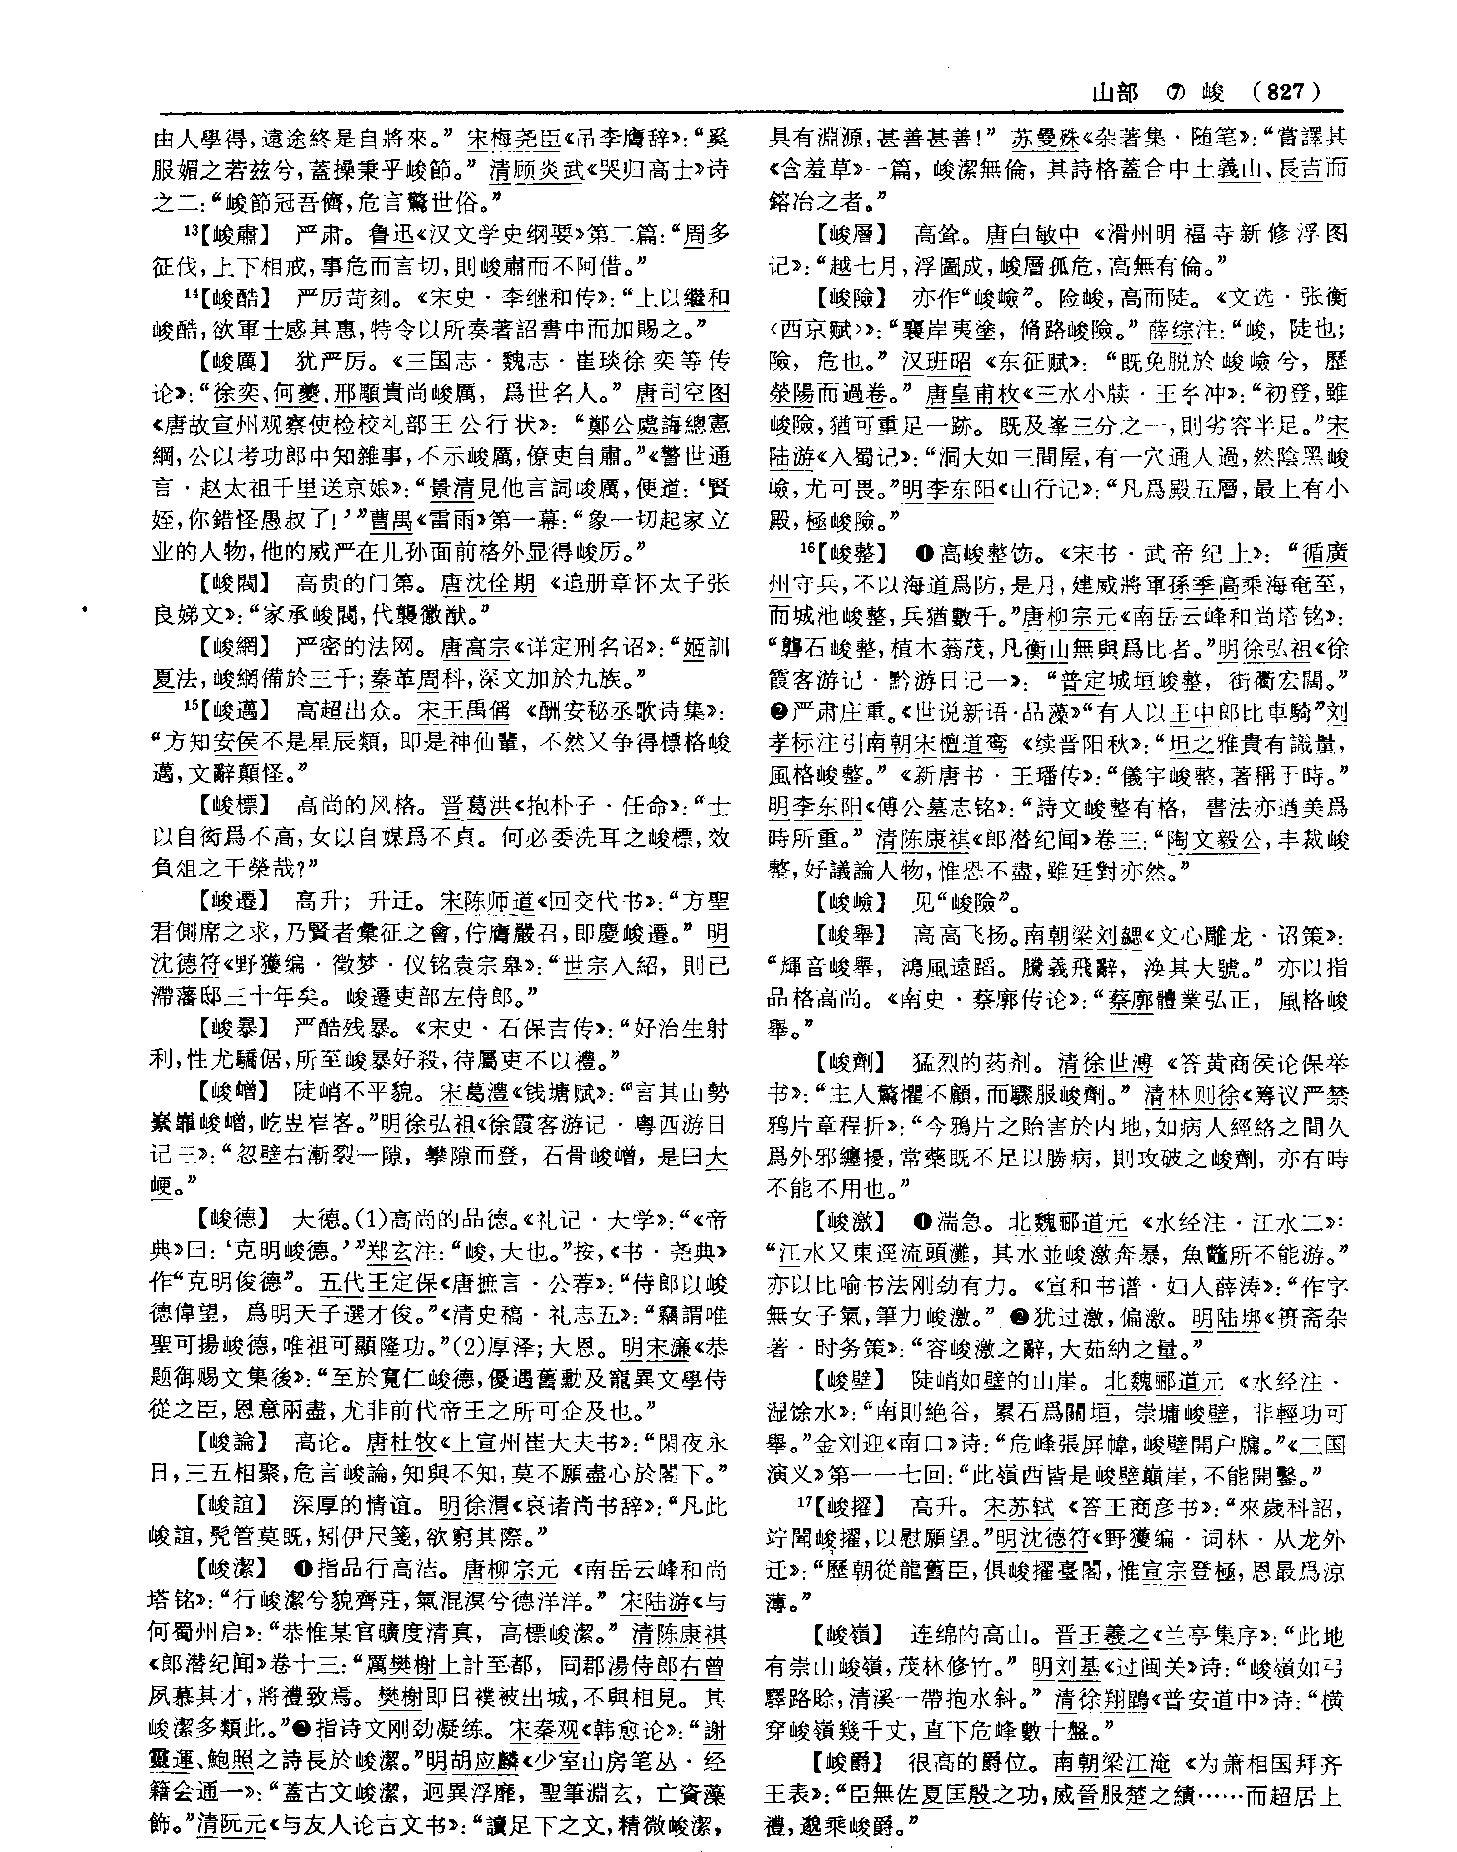 山部 ⑦ 峻 (827)
由人學得,遠途終是自將來。” 宋梅尧臣《吊李膺辞》:“奚
服媚之若兹兮,蓋操秉乎峻節。” 清顾炎武《哭归高士》诗
之二:“峻節冠吾儕,危言驚世俗。”
13【峻肅】 严肃。鲁迅《汉文学史纲要》第二篇:“周多
征伐,上下相戒,事危而言切,則峻肅而不阿借。”
14【峻酷】 严厉苛刻。《宋史·李继和传》:“上以繼和
峻酷,欲軍士感其惠,特令以所奏著詔書中而加賜之。”
【峻厲】 犹严厉。《三国志·魏志·崔琰徐奕等传
论》:“徐奕、何夔、邢顒貴尚峻厲, 爲世名人。” 唐司空图
《唐故宣州观察使检校礼部王公行状》: “鄭公處誨總憲
綱,公以考功郎中知雜事,不示峻厲,僚吏自肅。”《警世通
言·赵太祖千里送京娘》:“景清見他言詞峻厲,便道:‘賢
姪,你錯怪愚叔了!’”曹禺《雷雨》第一幕:“象一切起家立
业的人物,他的威严在儿孙面前格外显得峻厉。”
【峻閥】 高贵的门第。唐沈佺期《追册章怀太子张
良娣文》:“家承峻閥,代襲徽猷。”
【峻網】 严密的法网。唐高宗《详定刑名诏》:“姬訓
夏法,峻網備於三千;秦革周科,深文加於九族。”
15【峻邁】 高超出众。宋王禹偁《酬安秘丞歌诗集》:
“方知安侯不是星辰類, 即是神仙輩, 不然又争得標格峻
邁,文辭顛怪。”
【峻標】 高尚的风格。晋葛洪《抱朴子·任命》:“士
以自衒爲不高,女以自媒爲不貞。何必委洗耳之峻標,效
負俎之干榮哉?”
【峻遷】 高升; 升迁。宋陈师道《回交代书》:“方聖
君側席之求,乃賢者彙征之會,佇膺嚴召,即慶峻遷。” 明
沈德符《野獲编·徵梦·仪铭袁宗皋》:“世宗入紹, 則已
滯藩邸三十年矣。峻遷吏部左侍郎。”
【峻暴】 严酷残暴。《宋史·石保吉传》:“好治生射
利,性尤驕倨,所至峻暴好殺,待屬吏不以禮。”
【峻嶒】 陡峭不平貌。宋葛澧《钱塘赋》:“言其山勢
嶪嶵峻嶒,屹岦峉峇。”明徐弘祖《徐霞客游记·粤西游日
记三》:“忽壁右漸裂一隙, 攀隙而登, 石骨峻嶒, 是曰大
峺。”
【峻德】 大德。(1)高尚的品德。《礼记·大学》:“《帝
典》曰:‘克明峻德。’”郑玄注:“峻,大也。”按,《书·尧典》
作“克明俊德”。五代王定保《唐摭言·公荐》:“侍郎以峻
德偉望, 爲明天子選才俊。”《清史稿·礼志五》:“竊謂唯
聖可揚峻德,唯祖可顯隆功。”(2)厚泽;大恩。明宋濂《恭
题御赐文集後》:“至於寬仁峻德,優遇舊勳及寵異文學侍
從之臣,恩意兩盡,尤非前代帝王之所可企及也。”
【峻論】 高论。唐杜牧《上宣州崔大夫书》:“閑夜永
日,三五相聚,危言峻論,知與不知,莫不願盡心於閣下。”
【峻誼】 深厚的情谊。明徐渭《哀诸尚书辞》:“凡此
峻誼,髡管莫既,矧伊尺箋,欲窮其際。”
【峻潔】 ❶指品行高洁。唐柳宗元《南岳云峰和尚
塔铭》:“行峻潔兮貌齊莊,氣混溟兮德洋洋。” 宋陆游《与
何蜀州启》:“恭惟某官曠度清真, 高標峻潔。” 清陈康祺
《郎潜纪闻》卷十三:“厲樊榭上計至都, 同郡湯侍郎右曾
夙慕其才,將禮致焉。樊榭即日襆被出城,不與相見。其
峻潔多類此。”❷指诗文刚劲凝练。宋秦观《韩愈论》:“謝
靈運、鮑照之詩長於峻潔。”明胡应麟《少室山房笔丛·经
籍会通一》:“蓋古文峻潔, 迥異浮靡, 聖筆淵玄, 亡資藻
飾。”清阮元《与友人论古文书》:“讀足下之文,精微峻潔,
具有淵源,甚善甚善!” 苏曼殊《杂著集·随笔》:“嘗譯其
《含羞草》一篇, 峻潔無倫, 其詩格蓋合中土義山、長吉而
鎔冶之者。”
【峻層】 高耸。唐白敏中《滑州明福寺新修浮图
记》:“越七月,浮圖成,峻層孤危,高無有倫。”
【峻險】 亦作“峻嶮”。险峻,高而陡。《文选·张衡
〈西京赋〉》:“襄岸夷塗, 脩路峻險。” 薛综注:“峻, 陡也;
險, 危也。” 汉班昭《东征赋》: “既免脱於峻嶮兮, 歷
滎陽而過卷。” 唐皇甫枚《三水小牍·王玄冲》:“初登,雖
峻險,猶可重足一跡。既及峯三分之一,則劣容半足。”宋
陆游《入蜀记》:“洞大如三間屋,有一穴通人過,然陰黑峻
嶮,尤可畏。”明李东阳《山行记》:“凡爲殿五層,最上有小
殿,極峻險。”
16【峻整】 ❶高峻整饬。《宋书·武帝纪上》: “循廣
州守兵,不以海道爲防,是月,建威將軍孫季高乘海奄至,
而城池峻整,兵猶數千。”唐柳宗元《南岳云峰和尚塔铭》:
“礱石峻整,植木蓊茂,凡衡山無與爲比者。”明徐弘祖《徐
霞客游记·黔游日记一》: “普定城垣峻整, 街衢宏闊。”
❷严肃庄重。《世说新语·品藻》“有人以王中郎比車騎”刘
孝标注引南朝宋檀道鸾《续晋阳秋》:“坦之雅貴有識量,
風格峻整。” 《新唐书·王璠传》:“儀宇峻整,著稱于時。”
明李东阳《傅公墓志铭》:“詩文峻整有格, 書法亦遒美爲
時所重。” 清陈康祺《郎潜纪闻》卷三:“陶文毅公,丰裁峻
整,好議論人物,惟恐不盡,雖廷對亦然。”
【峻嶮】 见“峻險”。
【峻舉】 高高飞扬。南朝梁刘勰《文心雕龙·诏策》:
“輝音峻舉, 鴻風遠蹈。騰義飛辭, 涣其大號。” 亦以指
品格高尚。《南史·蔡廓传论》:“蔡廓體業弘正, 風格峻
舉。”
【峻劑】 猛烈的药剂。清徐世溥《答黄商侯论保举
书》:“主人驚懼不顧,而驟服峻劑。” 清林则徐《筹议严禁
鸦片章程折》:“今鴉片之貽害於内地,如病人經絡之間久
爲外邪纏擾,常藥既不足以勝病, 則攻破之峻劑, 亦有時
不能不用也。”
【峻激】 ❶湍急。北魏郦道元《水经注·江水二》:
“江水又東逕流頭灘, 其水並峻激奔暴, 魚鼈所不能游。”
亦以比喻书法刚劲有力。《宣和书谱·妇人薛涛》:“作字
無女子氣,筆力峻激。” ❷犹过激,偏激。明陆埰《篔斋杂
著·时务策》:“容峻激之辭,大茹納之量。”
【峻壁】 陡峭如壁的山崖。北魏郦道元《水经注·
湿馀水》:“南則絶谷, 累石爲關垣, 崇墉峻壁, 非輕功可
舉。”金刘迎《南口》诗:“危峰張屏幃,峻壁開户牖。”《三国
演义》第一一七回:“此嶺西皆是峻壁巔崖,不能開鑿。”
17【峻擢】 高升。宋苏轼《答王商彦书》:“來歲科詔,
竚聞峻擢,以慰願望。”明沈德符《野獲编·词林·从龙外
迁》:“歷朝從龍舊臣,俱峻擢臺閣,惟宣宗登極,恩最爲涼
薄。”
【峻嶺】 连绵的高山。晋王羲之《兰亭集序》:“此地
有崇山峻嶺,茂林修竹。” 明刘基《过闽关》诗:“峻嶺如弓
驛路賒,清溪一帶抱水斜。” 清徐翔鹍《普安道中》诗:“橫
穿峻嶺幾千丈,直下危峰數十盤。”
【峻爵】 很高的爵位。南朝梁江淹《为萧相国拜齐
王表》:“臣無佐夏匡殷之功,威晉服楚之績……而超居上
禮,邈乘峻爵。”